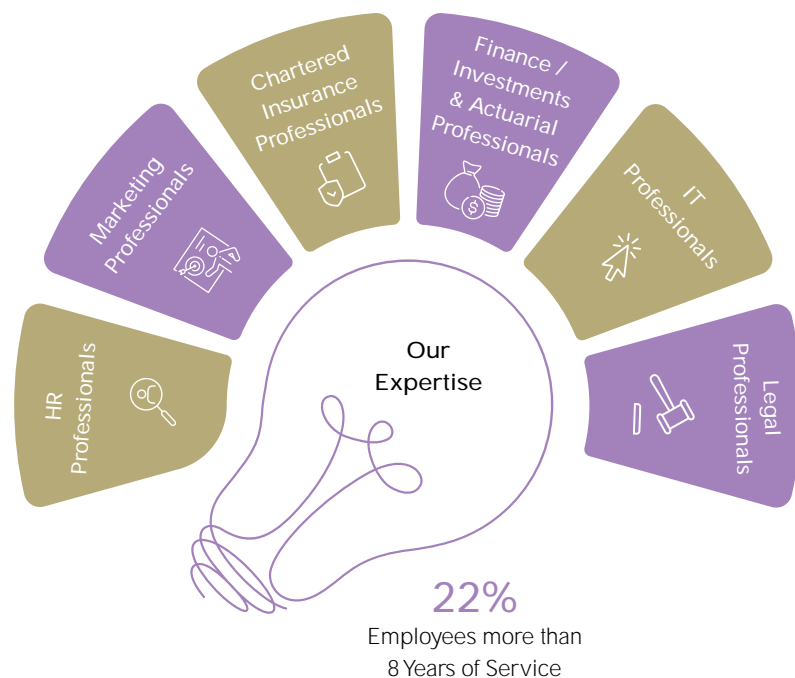 HR
Professionals
Marketing
Professionals
Chartered
Insurance
Professionals
Finance /
Investments
& Actuarial
Professionals
IT
Professionals
Legal
Professionals
Our
Expertise
22%
Employees more than
8 Years of Service